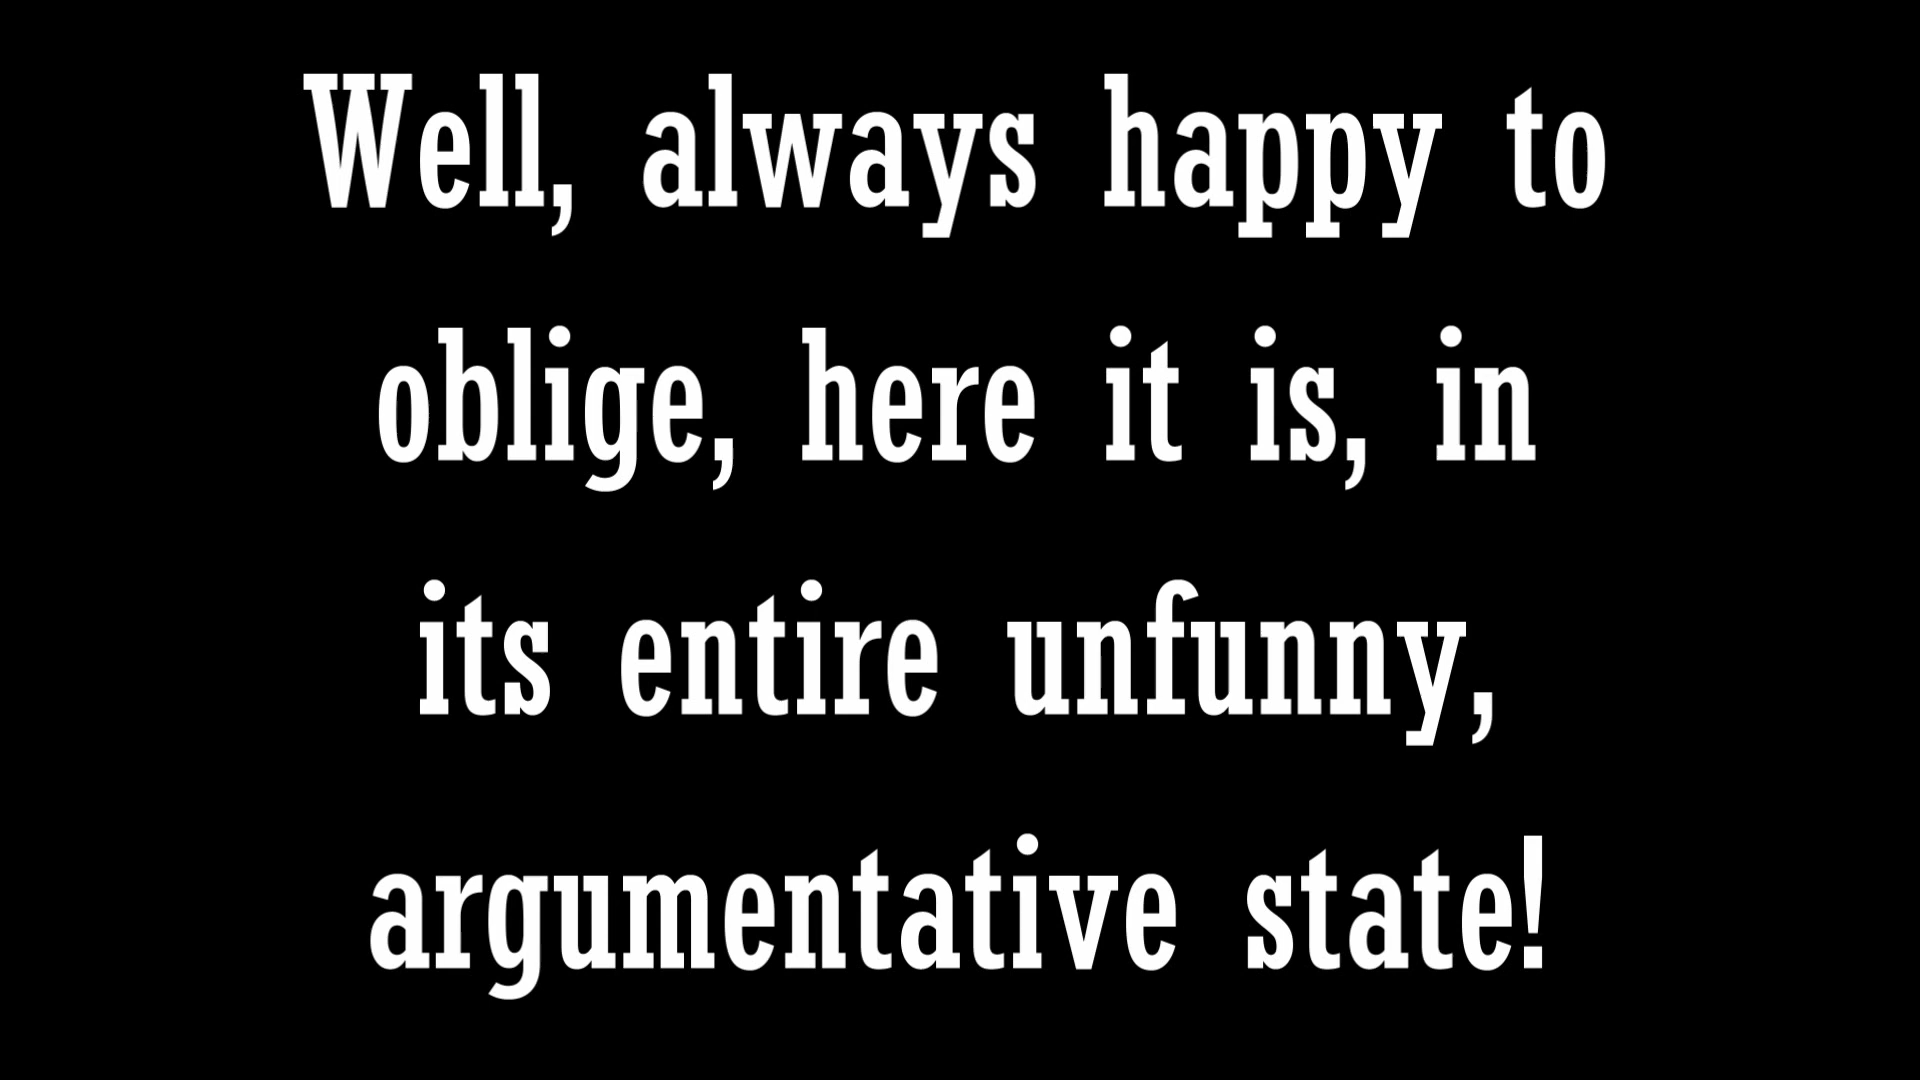 Well, always happy to
oblige, here it is, in
its entire unfunny,
argumentative state!